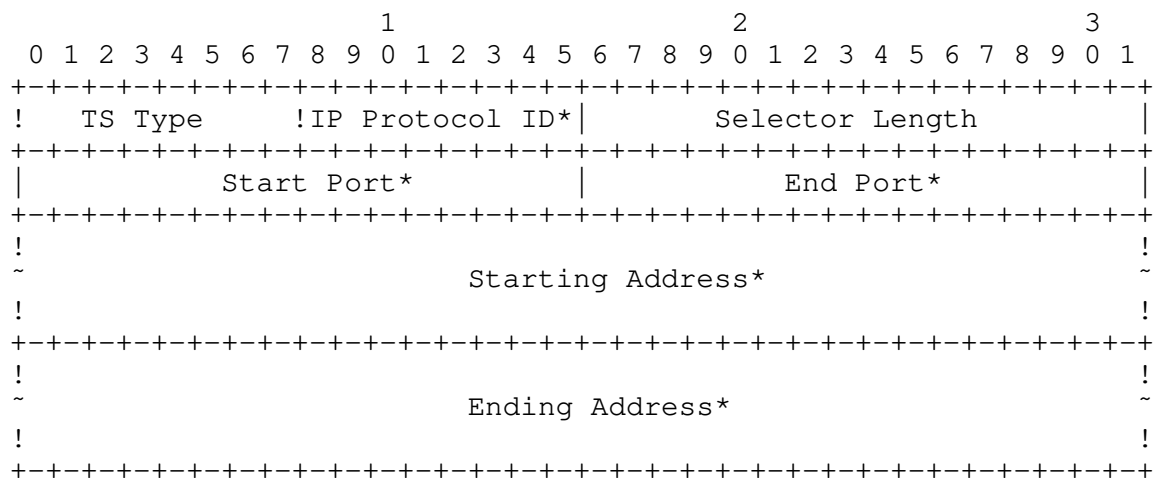 1                   2                   3
 0 1 2 3 4 5 6 7 8 9 0 1 2 3 4 5 6 7 8 9 0 1 2 3 4 5 6 7 8 9 0 1
+-+-+-+-+-+-+-+-+-+-+-+-+-+-+-+-+-+-+-+-+-+-+-+-+-+-+-+-+-+-+-+-+
!   TS Type     !IP Protocol ID*|       Selector Length         |
+-+-+-+-+-+-+-+-+-+-+-+-+-+-+-+-+-+-+-+-+-+-+-+-+-+-+-+-+-+-+-+-+
|           Start Port*         |           End Port*           |
+-+-+-+-+-+-+-+-+-+-+-+-+-+-+-+-+-+-+-+-+-+-+-+-+-+-+-+-+-+-+-+-+
!                                                               !
~                         Starting Address*                     ~
!                                                               !
+-+-+-+-+-+-+-+-+-+-+-+-+-+-+-+-+-+-+-+-+-+-+-+-+-+-+-+-+-+-+-+-+
!                                                               !
~                         Ending Address*                       ~
!                                                               !
+-+-+-+-+-+-+-+-+-+-+-+-+-+-+-+-+-+-+-+-+-+-+-+-+-+-+-+-+-+-+-+-+